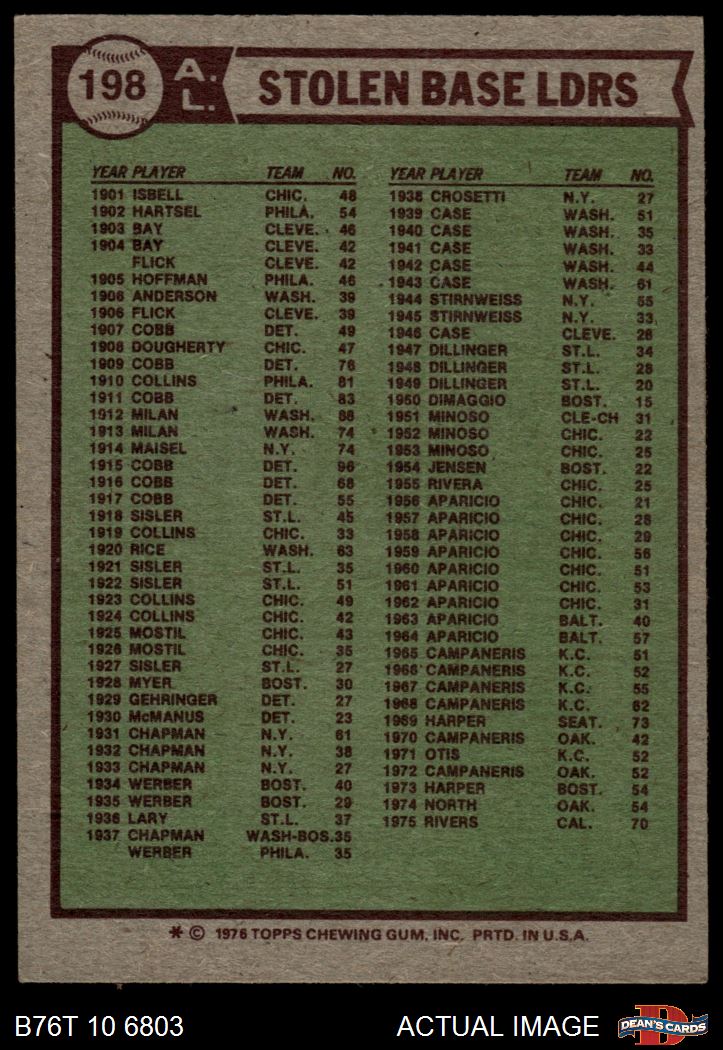 198 A.L. STOLEN BASE LDRS
YEAR PLAYER TEAM NO.
1901 ISBELL CHIC. 48
1902 HARTSEL PHILA. 54
1903 BAY CLEVE. 46
1904 BAY CLEVE. 42
FLICK CLEVE. 42
1905 HOFFMAN PHILA. 46
1906 ANDERSON WASH. 39
1906 FLICK CLEVE. 39
1907 COBB DET. 49
1908 DOUGHERTY CHIC. 47
1909 COBB DET. 76
1910 COLLINS PHILA. 81
1911 COBB DET. 83
1912 MILAN WASH. 88
1913 MILAN WASH. 74
1914 MAISEL N.Y. 74
1915 COBB DET. 96
1916 COBB DET. 68
1917 COBB DET. 55
1918 SISLER ST.L. 45
1919 COLLINS CHIC. 33
1920 RICE WASH. 63
1921 SISLER ST.L. 35
1922 SISLER ST.L. 51
1923 COLLINS CHIC. 49
1924 COLLINS CHIC. 42
1925 MOSTIL CHIC. 43
1926 MOSTIL CHIC. 35
1927 SISLER ST.L. 27
1928 MYER BOST. 30
1929 GEHRINGER DET. 27
1930 McMANUS DET. 23
1931 CHAPMAN N.Y. 61
1932 CHAPMAN N.Y. 38
1933 CHAPMAN N.Y. 27
1934 WERBER BOST. 40
1935 WERBER BOST. 29
1936 LARY ST.L. 37
1937 CHAPMAN WASH-BOS. 35
WERBER PHILA. 35
YEAR PLAYER TEAM NO.
1938 CROSETTI N.Y. 27
1939 CASE WASH. 51
1940 CASE WASH. 35
1941 CASE WASH. 33
1942 CASE WASH. 44
1943 CASE WASH. 61
1944 STIRNWEISS N.Y. 55
1945 STIRNWEISS N.Y. 33
1946 CASE CLEVE. 28
1947 DILLINGER ST.L. 34
1948 DILLINGER ST.L. 28
1949 DILLINGER ST.L. 20
1950 DIMAGGIO BOST. 15
1951 MINOSO CLE-CH 31
1952 MINOSO CHIC. 22
1953 MINOSO CHIC. 25
1954 JENSEN BOST. 22
1955 RIVERA CHIC. 25
1956 APARICIO CHIC. 21
1957 APARICIO CHIC. 28
1958 APARICIO CHIC. 29
1959 APARICIO CHIC. 56
1960 APARICIO CHIC. 51
1961 APARICIO CHIC. 53
1962 APARICIO CHIC. 31
1963 APARICIO BALT. 40
1964 APARICIO BALT. 57
1965 CAMPANERIS K.C. 51
1966 CAMPANERIS K.C. 52
1967 CAMPANERIS K.C. 55
1968 CAMPANERIS K.C. 62
1969 HARPER SEAT. 73
1970 CAMPANERIS OAK. 42
1971 OTIS K.C. 52
1972 CAMPANERIS OAK. 52
1973 HARPER BOST. 54
1974 NORTH OAK. 54
1975 RIVERS CAL. 70
* © 1976 TOPPS CHEWING GUM, INC. PRTD. IN U.S.A.
B76T 10 6803 ACTUAL IMAGE DEAN'S CARDS